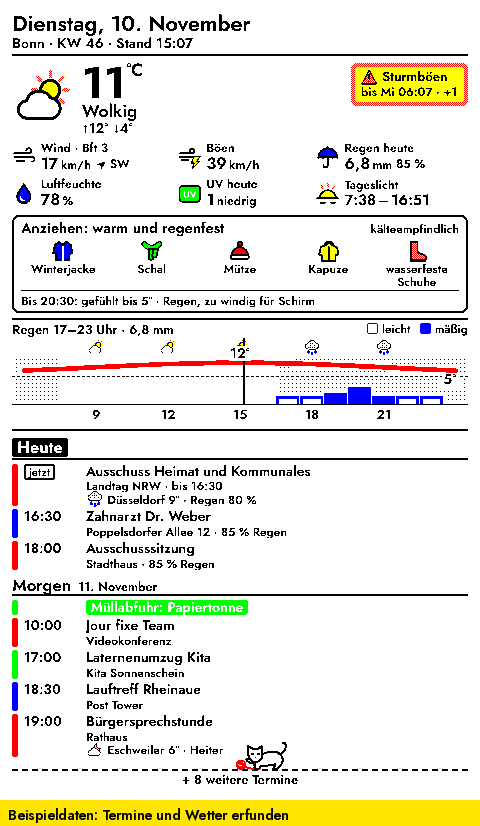 Dienstag, 10. November
Bonn · KW 46 · Stand 15:07
11°C
Wolkig
↑12° ↓4°
Sturmböen
bis Mi 06:07 · +1
Wind · Bft 3
17 km/h ➤ SW
Böen
39 km/h
Regen heute
6,8 mm 85 %
Luftfeuchte
78 %
UV
UV heute
1 niedrig
Tageslicht
7:38 – 16:51
Anziehen: warm und regenfest
kälteempfindlich
Winterjacke
Schal
Mütze
Kapuze
wasserfeste
Schuhe
Bis 20:30: gefühlt bis 5° · Regen, zu windig für Schirm
Regen 17–23 Uhr · 6,8 mm
leicht
mäßig
12°
5°
9 12 15 18 21
Heute
jetzt
Ausschuss Heimat und Kommunales
Landtag NRW · bis 16:30
Düsseldorf 9° · Regen 80 %
16:30 Zahnarzt Dr. Weber
Poppelsdorfer Allee 12 · 85 % Regen
18:00 Ausschusssitzung
Stadthaus · 85 % Regen
Morgen 11. November
Müllabfuhr: Papiertonne
10:00 Jour fixe Team
Videokonferenz
17:00 Laternenumzug Kita
Kita Sonnenschein
18:30 Lauftreff Rheinaue
Post Tower
19:00 Bürgersprechstunde
Rathaus
Eschweiler 6° · Heiter
+ 8 weitere Termine
Beispieldaten: Termine und Wetter erfunden